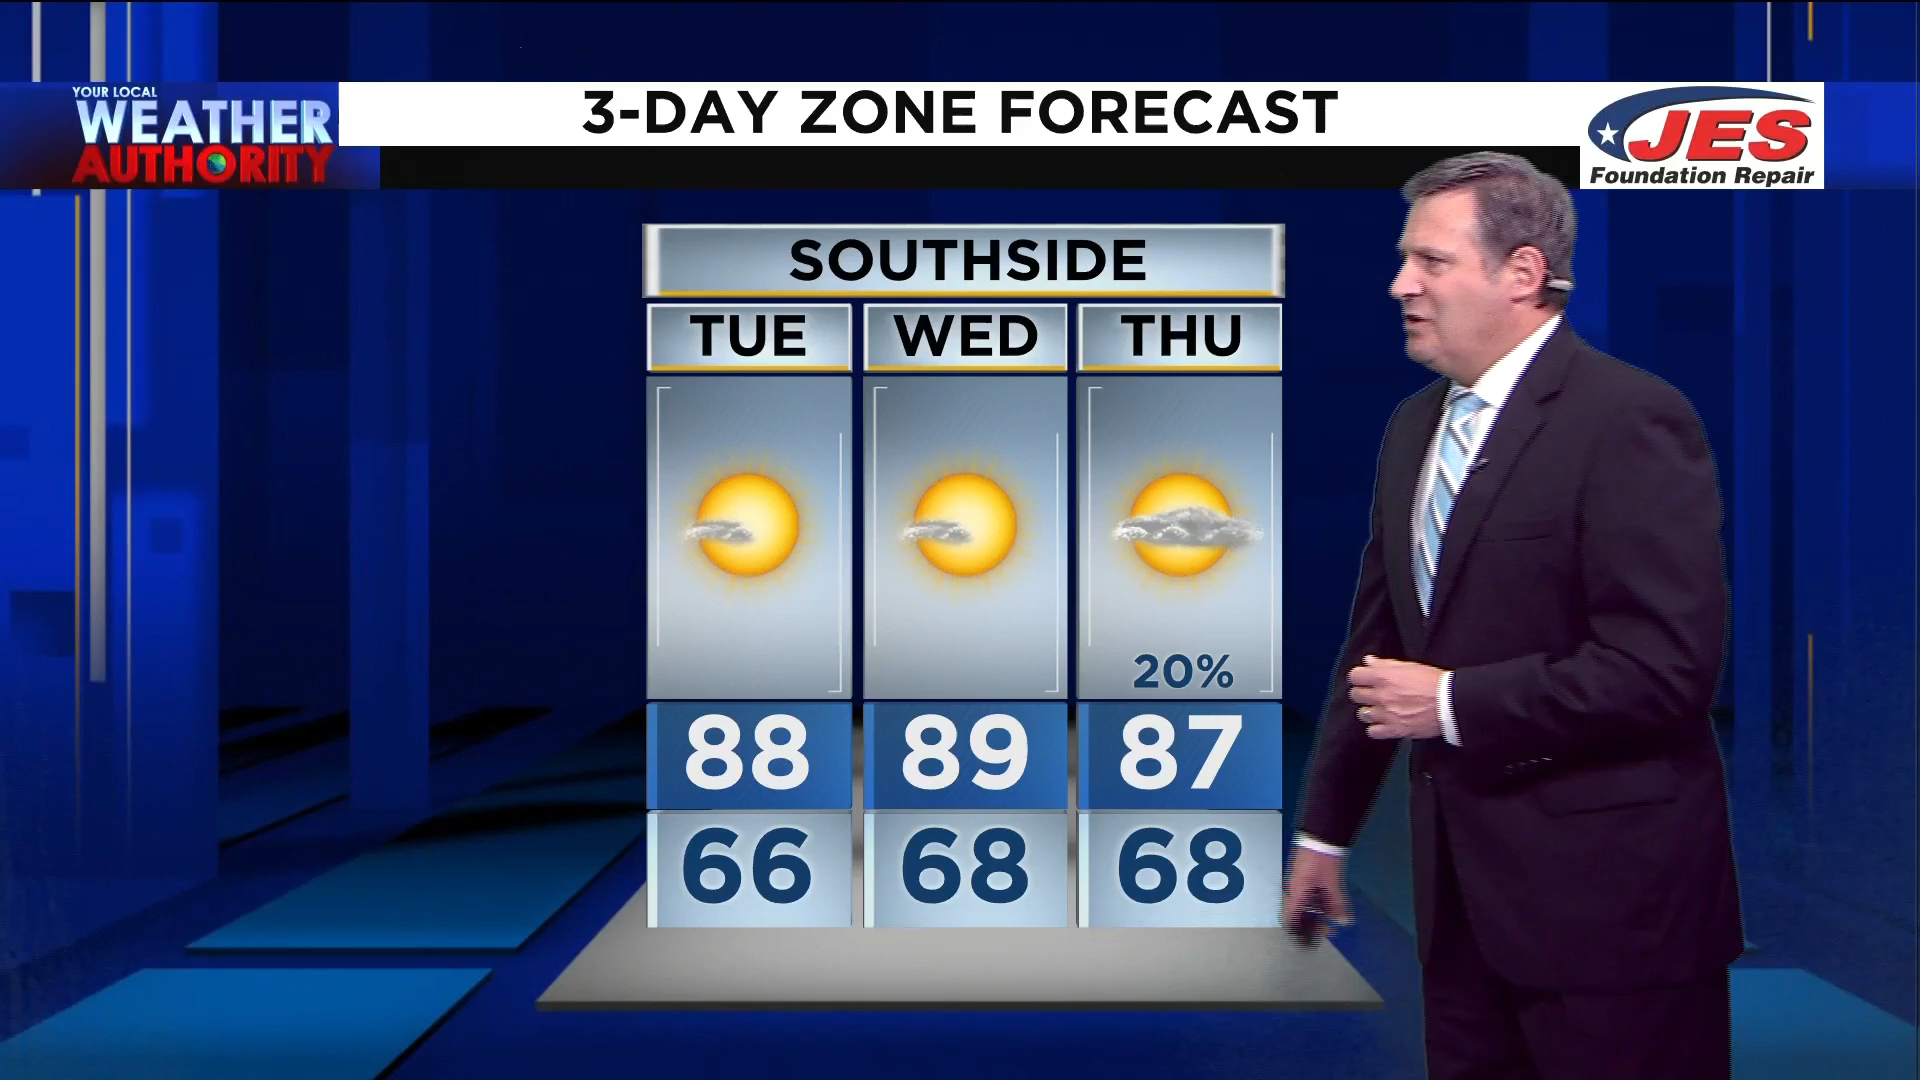 YOUR LOCAL
WEATHER
AUTHORITY
3-DAY ZONE FORECAST
JES
Foundation Repair
SOUTHSIDE
TUE WED THU
20%
88 89 87
66 68 68